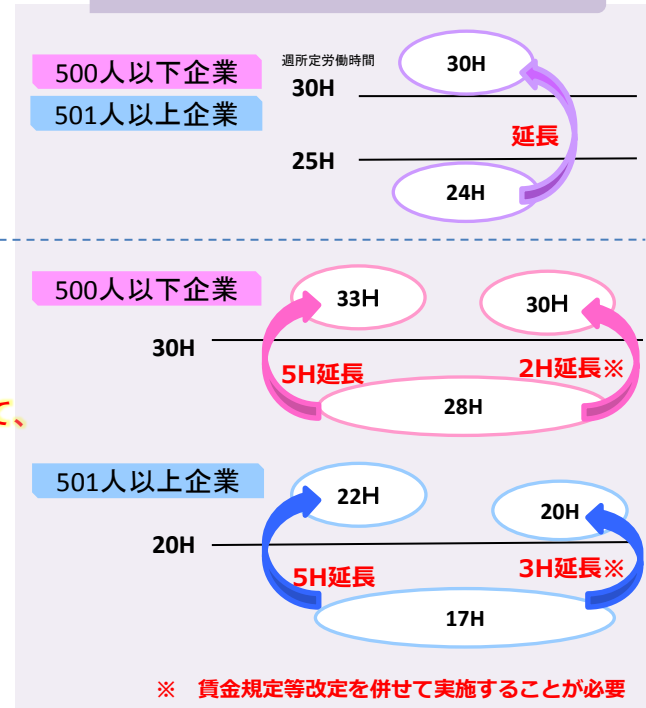 500人以下企業
501人以上企業
週所定労働時間
30H
30H
延長
25H
24H
500人以下企業
33H
30H
30H
5H延長
2H延長※
28H
て、
501人以上企業
22H
20H
20H
5H延長
3H延長※
17H
※ 賃金規定等改定を併せて実施することが必要